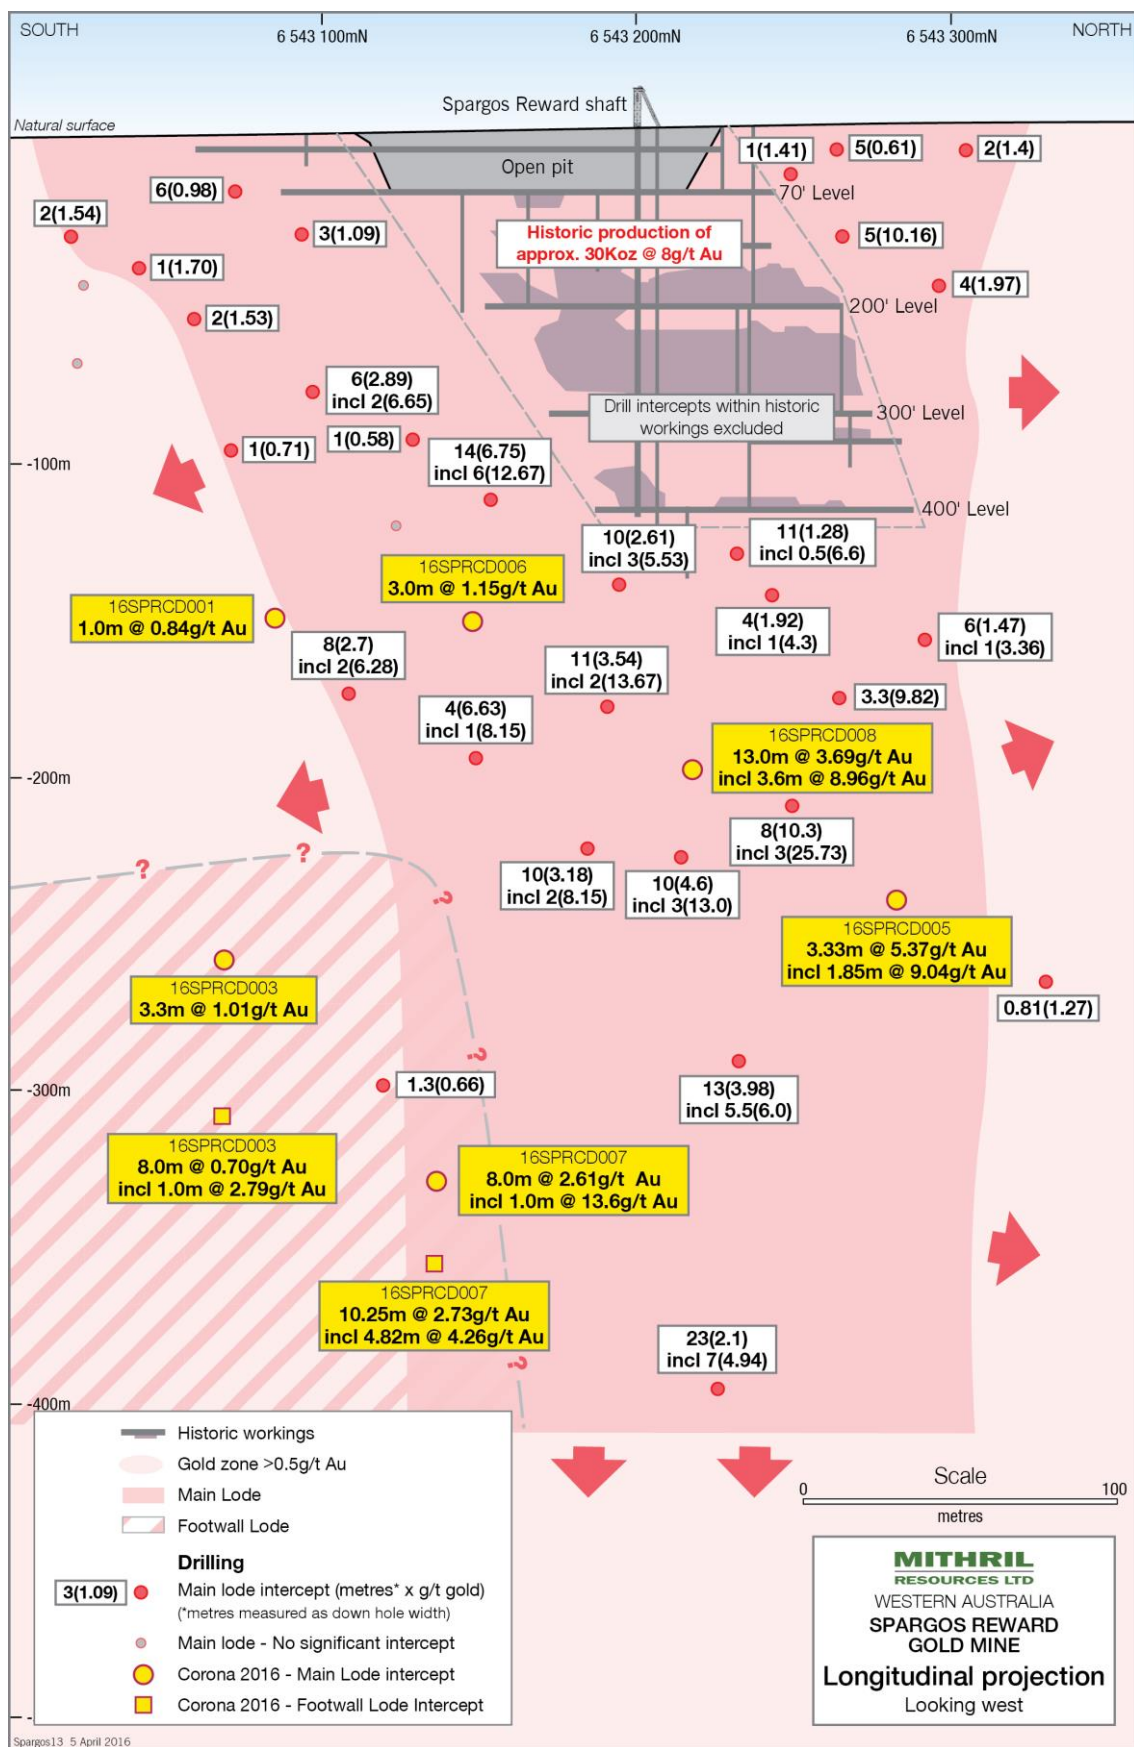 SOUTH
6 543 100mN
6 543 200mN
6 543 300mN
NORTH
Spargos Reward shaft
Natural surface
Open pit
1(1.41)
5(0.61)
2(1.4)
70' Level
6(0.98)
2(1.54)
3(1.09)
Historic production of
approx. 30Koz @ 8g/t Au
5(10.16)
1(1.70)
4(1.97)
200' Level
2(1.53)
6(2.89)
incl 2(6.65)
Drill intercepts within historic
workings excluded
300' Level
1(0.71)
1(0.58)
14(6.75)
incl 6(12.67)
-100m
400' Level
10(2.61)
incl 3(5.53)
11(1.28)
incl 0.5(6.6)
16SPRCD006
3.0m @ 1.15g/t Au
16SPRCD001
1.0m @ 0.84g/t Au
4(1.92)
incl 1(4.3)
6(1.47)
incl 1(3.36)
8(2.7)
incl 2(6.28)
11(3.54)
incl 2(13.67)
3.3(9.82)
4(6.63)
incl 1(8.15)
16SPRCD008
13.0m @ 3.69g/t Au
incl 3.6m @ 8.96g/t Au
-200m
8(10.3)
incl 3(25.73)
?
?
10(3.18)
incl 2(8.15)
10(4.6)
incl 3(13.0)
?
16SPRCD005
3.33m @ 5.37g/t Au
incl 1.85m @ 9.04g/t Au
16SPRCD003
3.3m @ 1.01g/t Au
0.81(1.27)
?
-300m
1.3(0.66)
13(3.98)
incl 5.5(6.0)
16SPRCD003
8.0m @ 0.70g/t Au
incl 1.0m @ 2.79g/t Au
16SPRCD007
8.0m @ 2.61g/t Au
incl 1.0m @ 13.6g/t Au
16SPRCD007
10.25m @ 2.73g/t Au
incl 4.82m @ 4.26g/t Au
?
23(2.1)
incl 7(4.94)
-400m
Historic workings
Gold zone >0.5g/t Au
Main Lode
Footwall Lode
Drilling
3(1.09)
Main lode intercept (metres* x g/t gold)
(*metres measured as down hole width)
Main lode - No significant intercept
Corona 2016 - Main Lode intercept
Corona 2016 - Footwall Lode Intercept
Scale
0
100
metres
MITHRIL
RESOURCES LTD
WESTERN AUSTRALIA
SPARGOS REWARD
GOLD MINE
Longitudinal projection
Looking west
Spargos13 5 April 2016